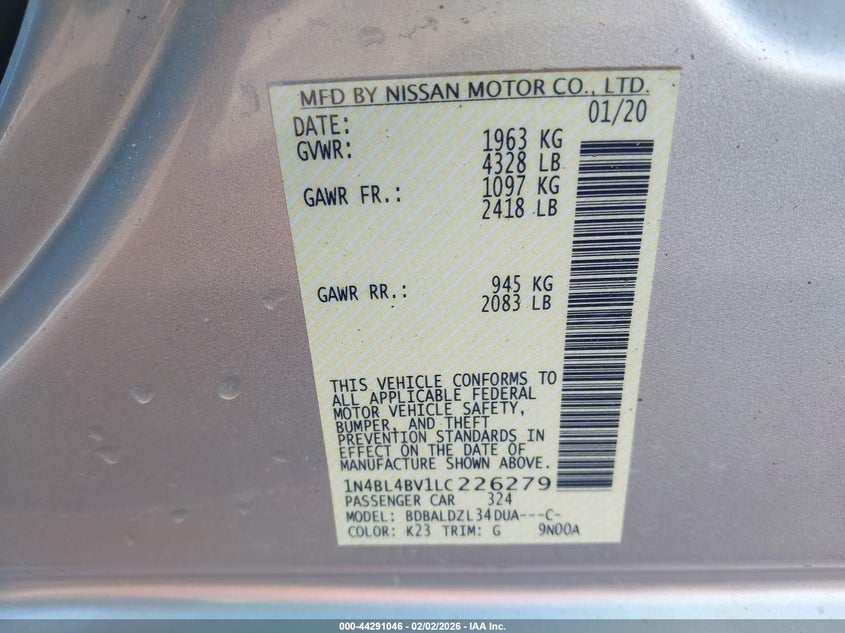 MFD BY NISSAN MOTOR CO., LTD.
DATE: 01/20
GVWR: 1963 KG
4328 LB
GAWR FR.: 1097 KG
2418 LB
GAWR RR.: 945 KG
2083 LB
THIS VEHICLE CONFORMS TO
ALL APPLICABLE FEDERAL
MOTOR VEHICLE SAFETY,
BUMPER, AND THEFT
PREVENTION STANDARDS IN
EFFECT ON THE DATE OF
MANUFACTURE SHOWN ABOVE.
1N4BL4BV1LC226279
PASSENGER CAR 324
MODEL: BDBALDZL34DUA---C-
COLOR: K23 TRIM: G 9N00A
000-44291046 - 02/02/2026 - IAA Inc.